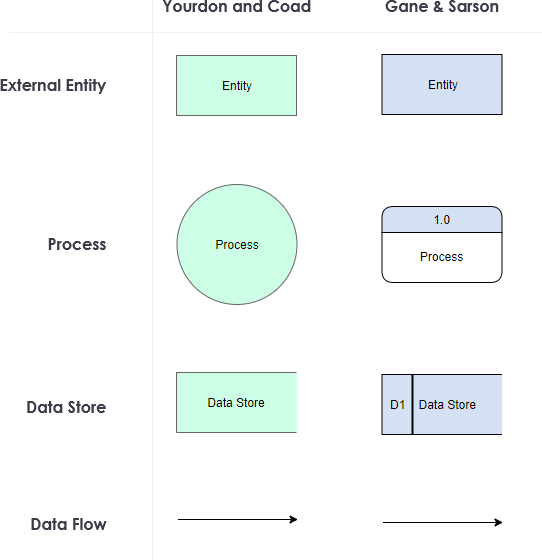 Yourdon and Coad
Gane & Sarson
External Entity
Entity
Entity
Process
Process
1.0
Process
Data Store
Data Store
D1
Data Store
Data Flow